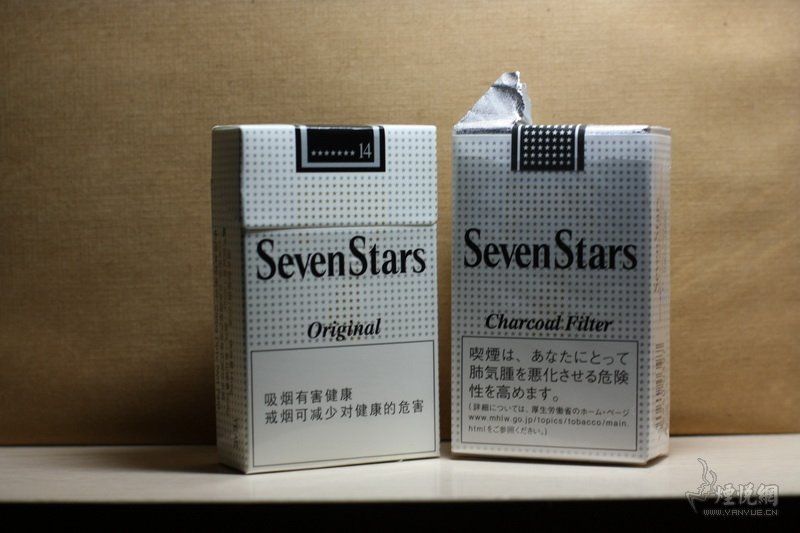 14
SevenStars
Original
吸烟有害健康
戒烟可减少对健康的危害
SevenStars
Charcoal Filter
喫煙は、あなたにとって
肺気腫を悪化させる危険
性を高めます。
(詳細については、厚生労働省のホーム・ページ
www.mhlw.go.jp/topics/tobacco/main.
htmlをご参照ください。)
煙悦網
WWW.YANYUE.CN